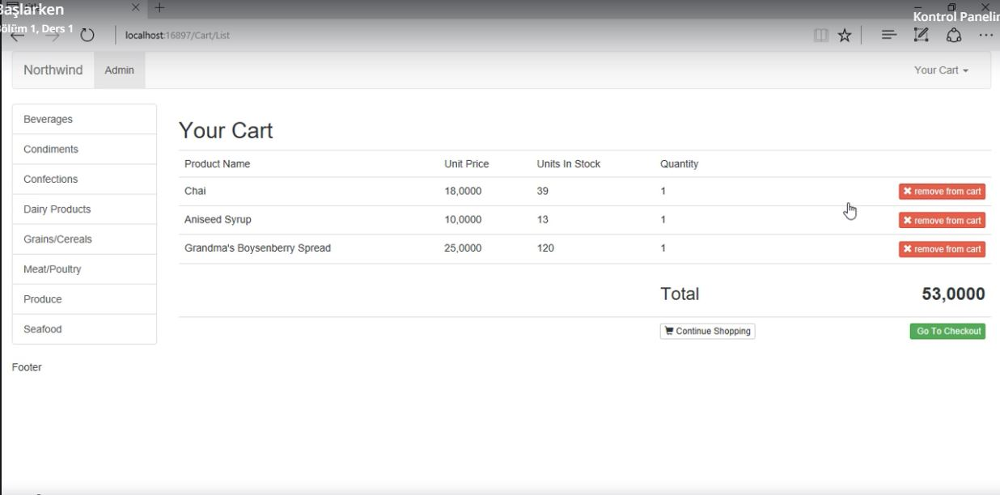 Başlarken
Bölüm 1, Ders 1
localhost:16897/Cart/List
Northwind
Admin
Your Cart
Beverages
Condiments
Confections
Dairy Products
Grains/Cereals
Meat/Poultry
Produce
Seafood
Your Cart
Product Name Unit Price Units In Stock Quantity
Chai 18,0000 39 1 remove from cart
Aniseed Syrup 10,0000 13 1 remove from cart
Grandma's Boysenberry Spread 25,0000 120 1 remove from cart
Total 53,0000
Continue Shopping Go To Checkout
Footer